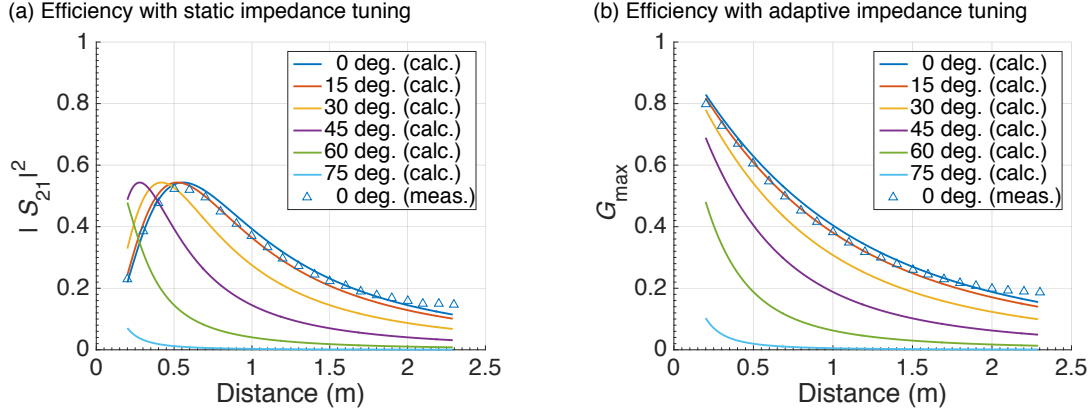 (a) Efficiency with static impedance tuning
1
0.8
0.6
0.4
0.2
0
| S21|2
0 0.5 1 1.5 2 2.5
Distance (m)
0 deg. (calc.)
15 deg. (calc.)
30 deg. (calc.)
45 deg. (calc.)
60 deg. (calc.)
75 deg. (calc.)
0 deg. (meas.)
(b) Efficiency with adaptive impedance tuning
1
0.8
0.6
0.4
0.2
0
Gmax
0 0.5 1 1.5 2 2.5
Distance (m)
0 deg. (calc.)
15 deg. (calc.)
30 deg. (calc.)
45 deg. (calc.)
60 deg. (calc.)
75 deg. (calc.)
0 deg. (meas.)